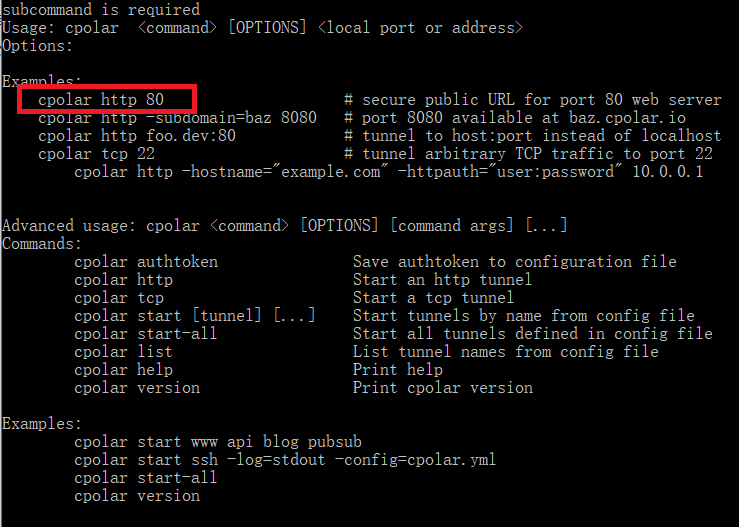 subcommand is required
Usage: cpolar  <command> [OPTIONS] <local port or address>
Options:
Examples:
cpolar http 80                    # secure public URL for port 80 web server
cpolar http -subdomain=baz 8080   # port 8080 available at baz.cpolar.io
cpolar http foo.dev:80            # tunnel to host:port instead of localhost
cpolar tcp 22                     # tunnel arbitrary TCP traffic to port 22
cpolar http -hostname="example.com" -httpauth="user:password" 10.0.0.1
Advanced usage: cpolar <command> [OPTIONS] [command args] [...]
Commands:
cpolar authtoken               Save authtoken to configuration file
cpolar http                    Start an http tunnel
cpolar tcp                     Start a tcp tunnel
cpolar start [tunnel] [...]    Start tunnels by name from config file
cpolar start-all               Start all tunnels defined in config file
cpolar list                    List tunnel names from config file
cpolar help                    Print help
cpolar version                 Print cpolar version
Examples:
cpolar start www api blog pubsub
cpolar start ssh -log=stdout -config=cpolar.yml
cpolar start-all
cpolar version